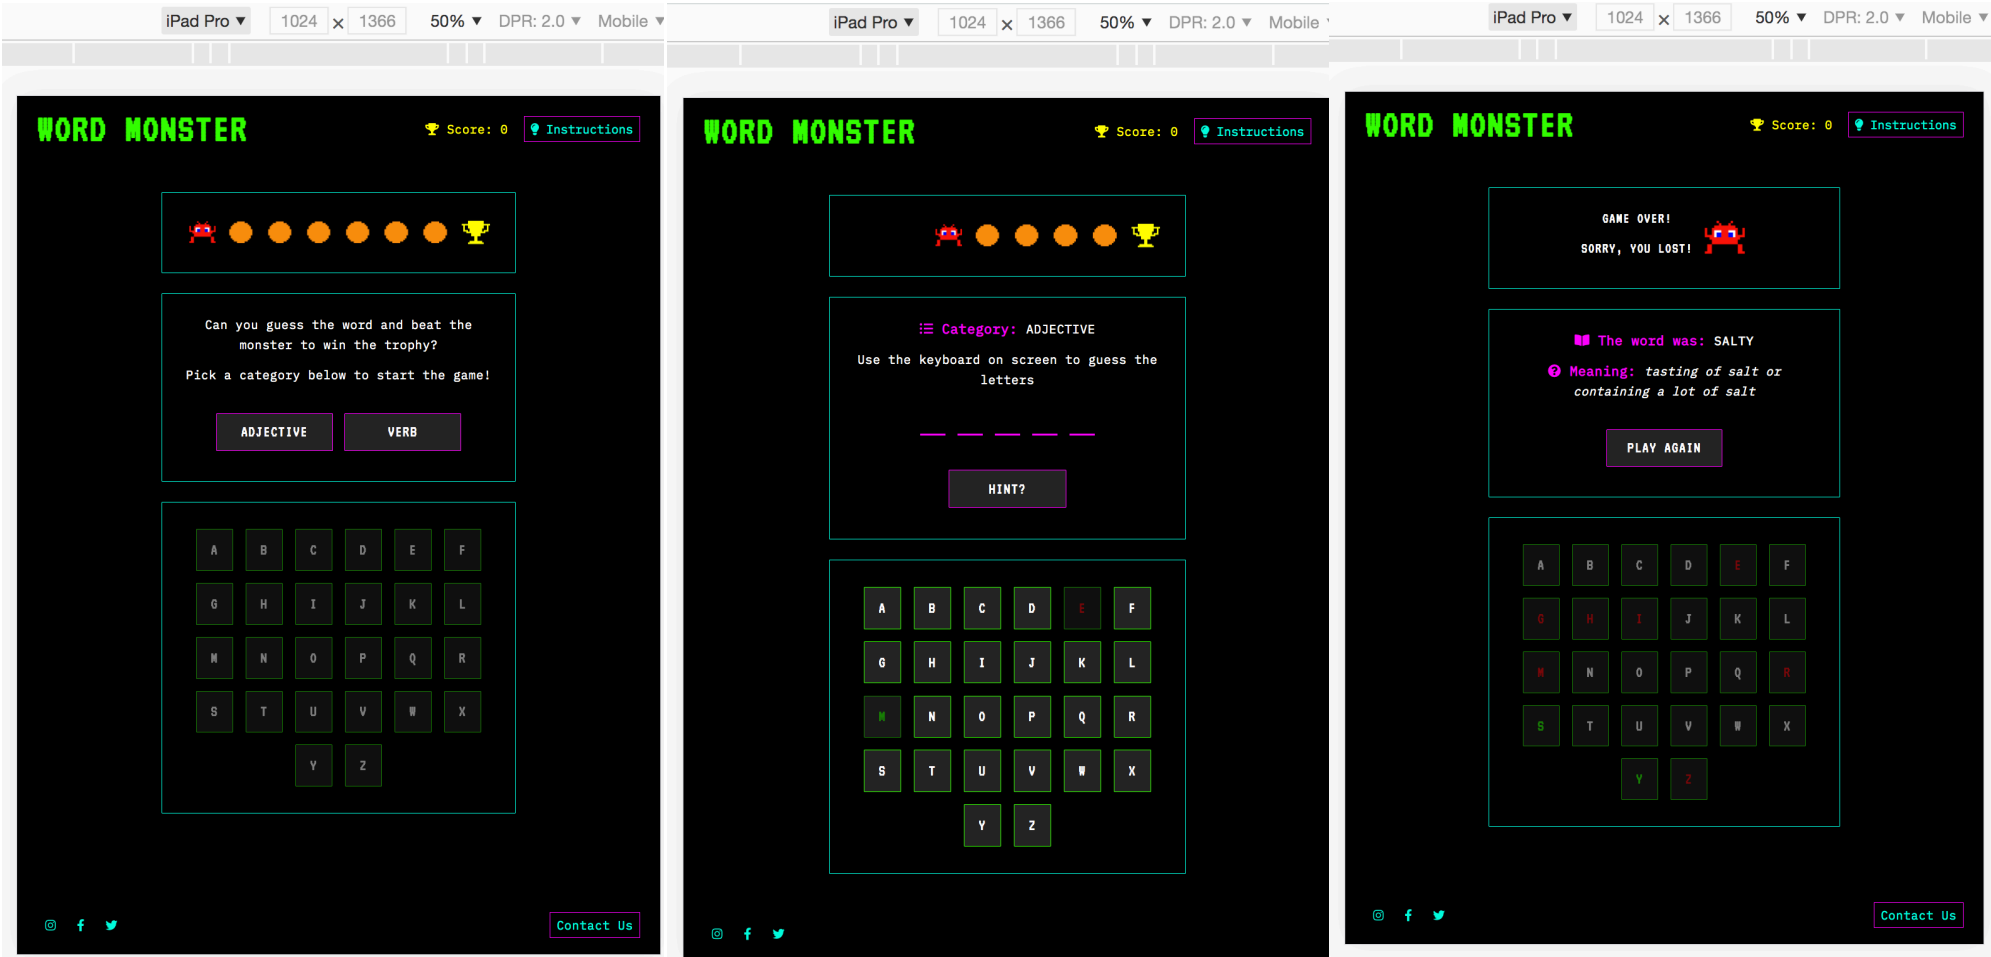 iPad Pro ▼ 1024 × 1366 50% ▼ DPR: 2.0 ▼ Mobile ▼
WORD MONSTER
Score: 0
Instructions
Can you guess the word and beat the
monster to win the trophy?
Pick a category below to start the game!
ADJECTIVE VERB
A B C D E F
G H I J K L
M N O P Q R
S T U V W X
Y Z
Contact Us
iPad Pro ▼ 1024 × 1366 50% ▼ DPR: 2.0 ▼ Mobile
WORD MONSTER
Score: 0
Instructions
Category: ADJECTIVE
Use the keyboard on screen to guess the
letters
HINT?
A B C D E F
G H I J K L
M N O P Q R
S T U V W X
Y Z
iPad Pro ▼ 1024 × 1366 50% ▼ DPR: 2.0 ▼ Mobile ▼
WORD MONSTER
Score: 0
Instructions
GAME OVER!
SORRY, YOU LOST!
The word was: SALTY
Meaning: tasting of salt or
containing a lot of salt
PLAY AGAIN
A B C D E F
G H I J K L
M N O P Q R
S T U V W X
Y Z
Contact Us